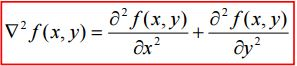 ∇²f(x,y) = ∂²f(x,y)/∂x² + ∂²f(x,y)/∂y²